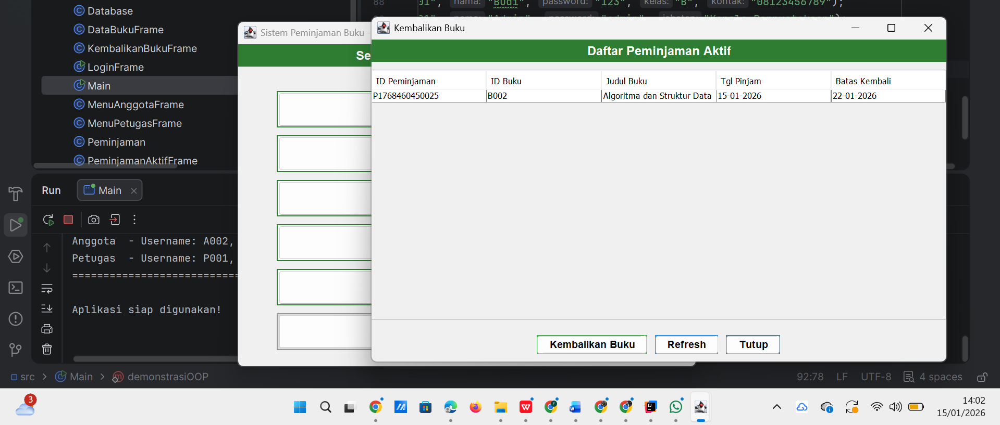 Database
DataBukuFrame
KembalikanBukuFrame
LoginFrame
Main
MenuAnggotaFrame
MenuPetugasFrame
Peminjaman
PeminjamanAktifFrame
88
01", nama: "Budi", password: "123", kelas: "B", kontak: "08123456789");
Sistem Peminjaman Buku -
Se
Kembalikan Buku
Daftar Peminjaman Aktif
ID Peminjaman ID Buku Judul Buku Tgl Pinjam Batas Kembali
P1768460450025 B002 Algoritma dan Struktur Data 15-01-2026 22-01-2026
Kembalikan Buku Refresh Tutup
Run Main
Anggota - Username: A002,
Petugas - Username: P001,
===========================
Aplikasi siap digunakan!
src > Main > demonstrasiOOP
92:78 LF UTF-8 4 spaces
3
14:02
15/01/2026